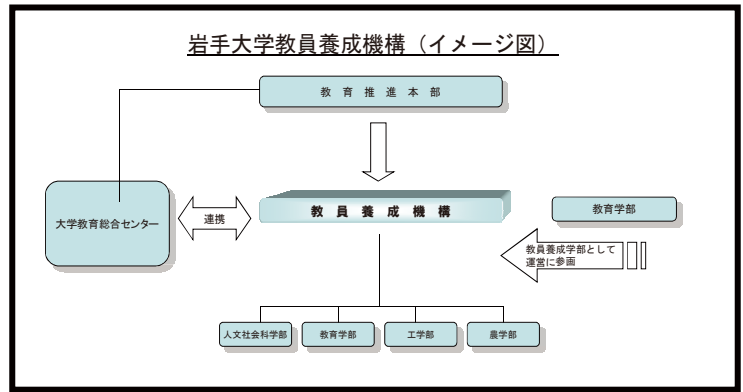 岩手大学教員養成機構（イメージ図）
教育推進本部
大学教育総合センター
連携
教員養成機構
教育学部
教員養成学部として
運営に参画
人文社会科学部
教育学部
工学部
農学部